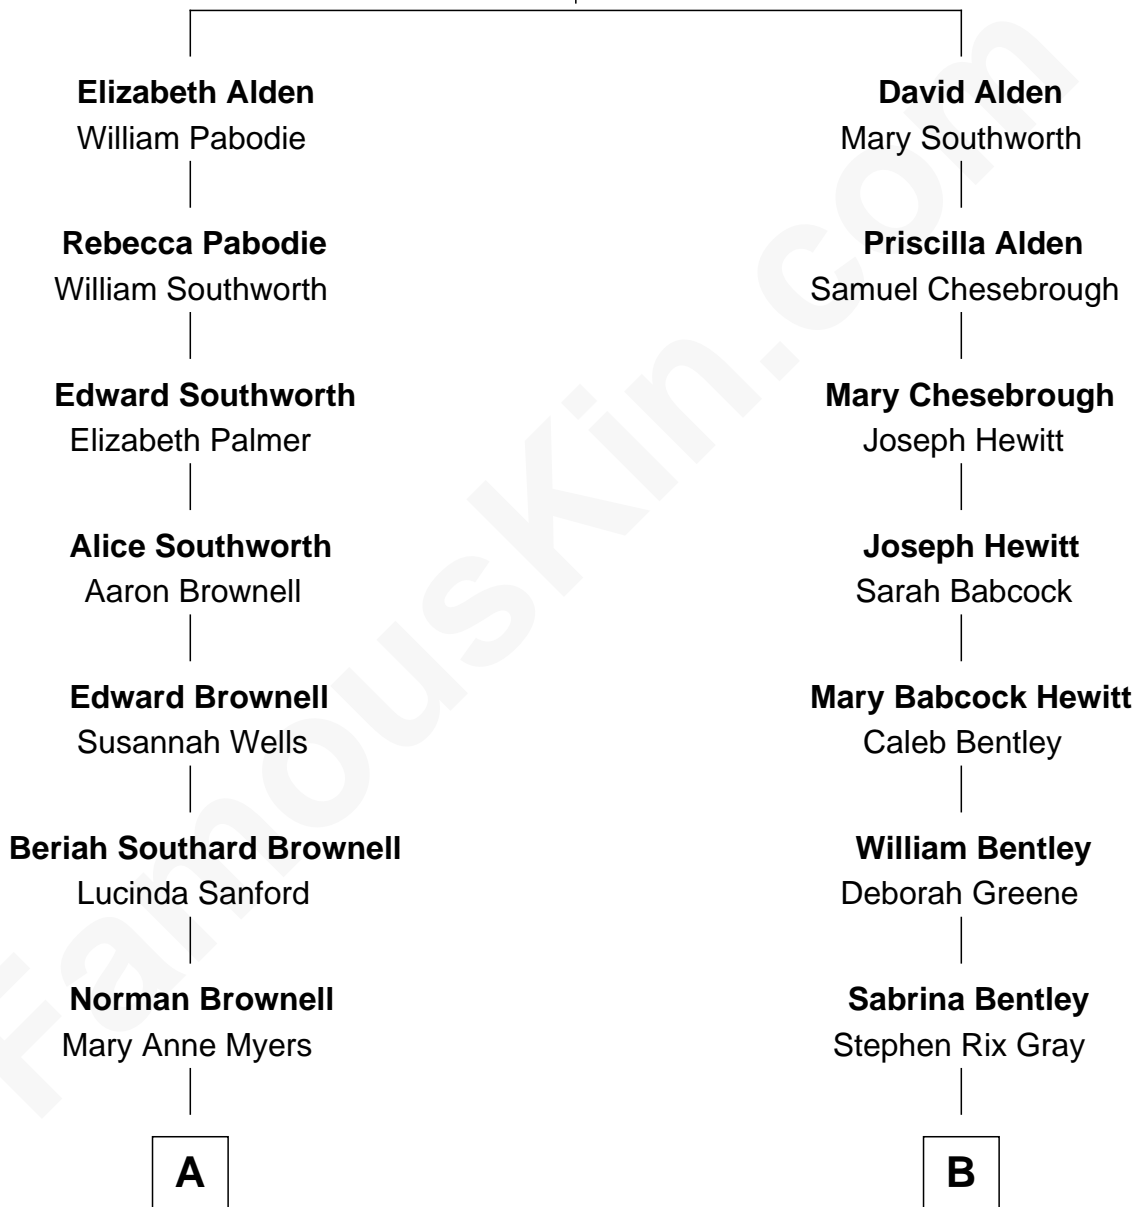 Elizabeth Alden
William Pabodie
David Alden
Mary Southworth
Rebecca Pabodie
William Southworth
Priscilla Alden
Samuel Chesebrough
Edward Southworth
Elizabeth Palmer
Mary Chesebrough
Joseph Hewitt
Alice Southworth
Aaron Brownell
Joseph Hewitt
Sarah Babcock
Edward Brownell
Susannah Wells
Mary Babcock Hewitt
Caleb Bentley
Beriah Southard Brownell
Lucinda Sanford
William Bentley
Deborah Greene
Norman Brownell
Mary Anne Myers
Sabrina Bentley
Stephen Rix Gray
A
B
FamousKin.com